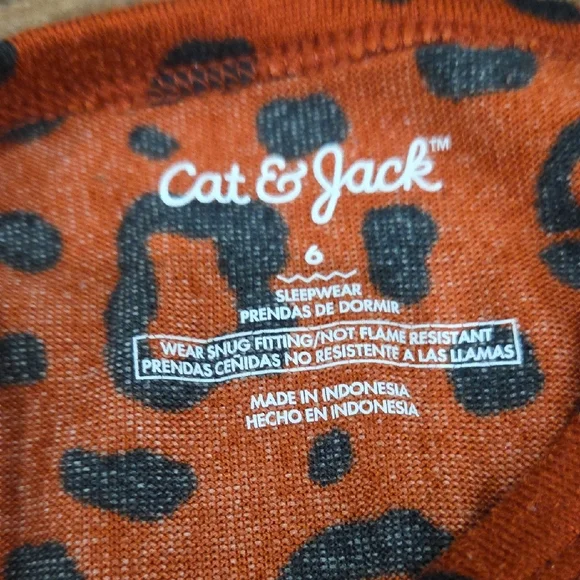 Cat & Jack™
6
SLEEPWEAR
PRENDAS DE DORMIR
WEAR SNUG FITTING/NOT FLAME RESISTANT
PRENDAS CEÑIDAS NO RESISTENTE A LAS LLAMAS
MADE IN INDONESIA
HECHO EN INDONESIA